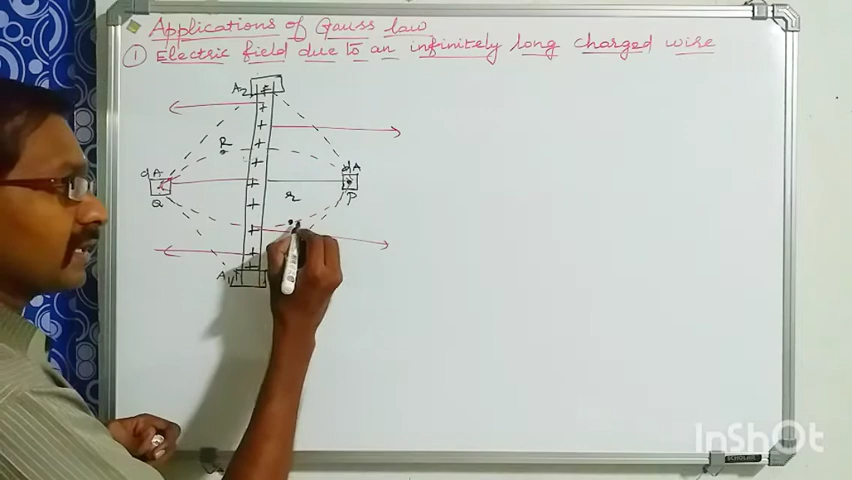 Applications of Gauss law
① Electric field due to an infinitely long charged wire
A2
+
+
+
+
+
+
+
+
R
dA
dA
Q
r
P
A1
InShOt
SCHOLAR